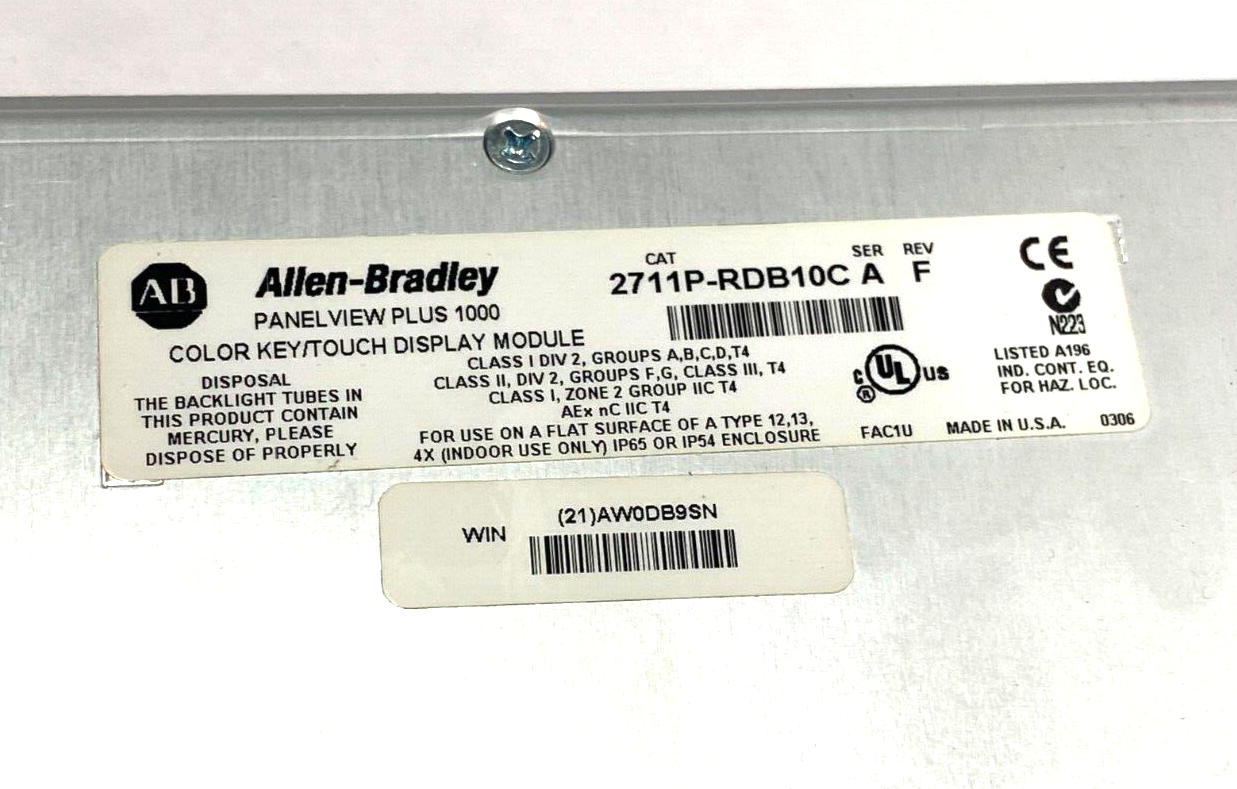 AB
Allen-Bradley
PANELVIEW PLUS 1000
COLOR KEY/TOUCH DISPLAY MODULE
CAT SER REV
2711P-RDB10C A F
CE
N223
DISPOSAL
THE BACKLIGHT TUBES IN
THIS PRODUCT CONTAIN
MERCURY, PLEASE
DISPOSE OF PROPERLY
CLASS I DIV 2, GROUPS A,B,C,D,T4
CLASS II, DIV 2, GROUPS F,G, CLASS III, T4
CLASS I, ZONE 2 GROUP IIC T4
AEx nC IIC T4
FOR USE ON A FLAT SURFACE OF A TYPE 12,13,
4X (INDOOR USE ONLY) IP65 OR IP54 ENCLOSURE
c UL us
®
LISTED A196
IND. CONT. EQ.
FOR HAZ. LOC.
FAC1U MADE IN U.S.A. 0306
(21)AW0DB9SN
WIN